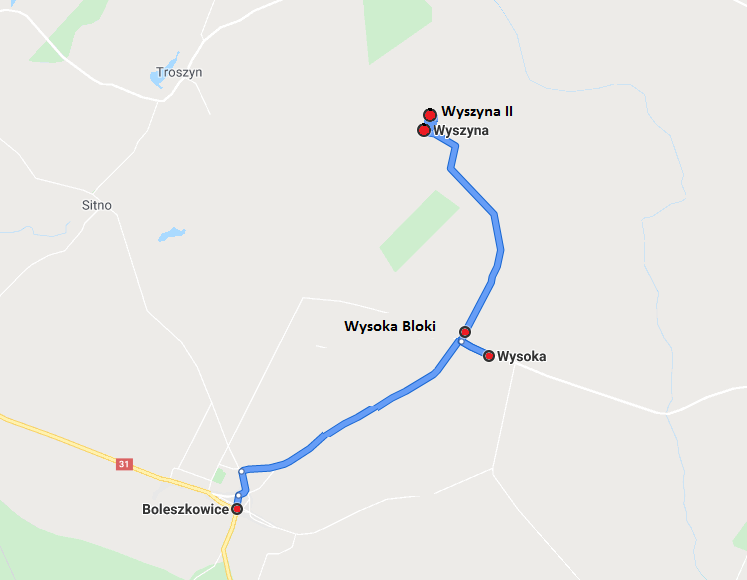 Troszyn
Wyszyna II
Wyszyna
Sitno
Wysoka Bloki
Wysoka
31
Boleszkowice